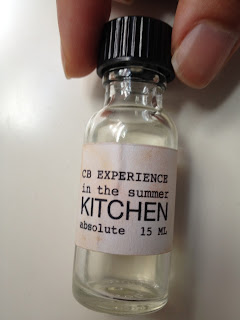 CB EXPERIENCE
in the summer
KITCHEN
absolute 15 ML